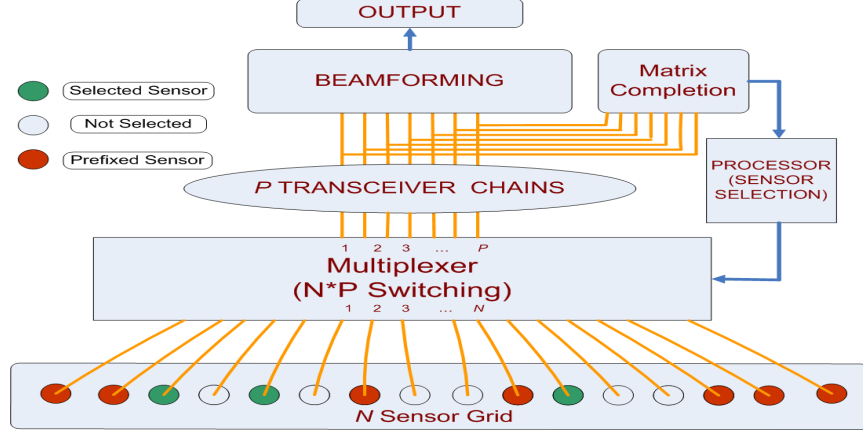 OUTPUT
BEAMFORMING
Matrix
Completion
Selected Sensor
Not Selected
Prefixed Sensor
PROCESSOR
(SENSOR
SELECTION)
P TRANSCEIVER CHAINS
1 2 3 ... P
Multiplexer
(N*P Switching)
1 2 3 ... N
N Sensor Grid